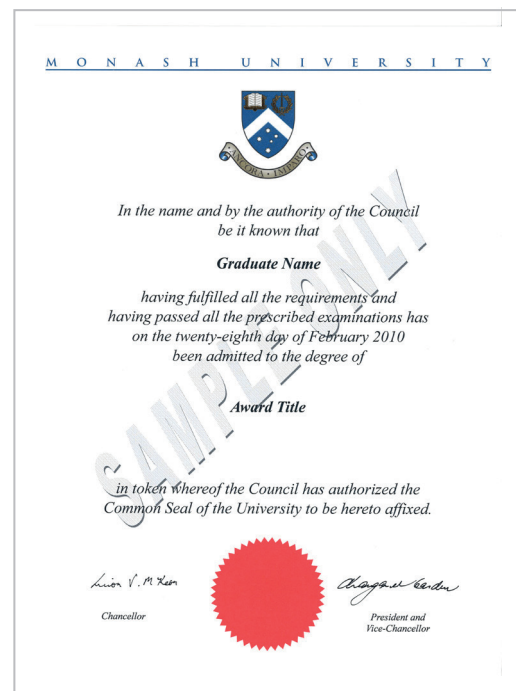 MONASH UNIVERSITY
ANCORA IMPARO
In the name and by the authority of the Council
be it known that
Graduate Name
having fulfilled all the requirements and
having passed all the prescribed examinations has
on the twenty-eighth day of February 2010
been admitted to the degree of
Award Title
SAMPLE ONLY
in token whereof the Council has authorized the
Common Seal of the University to be hereto affixed.
Chancellor
President and
Vice-Chancellor